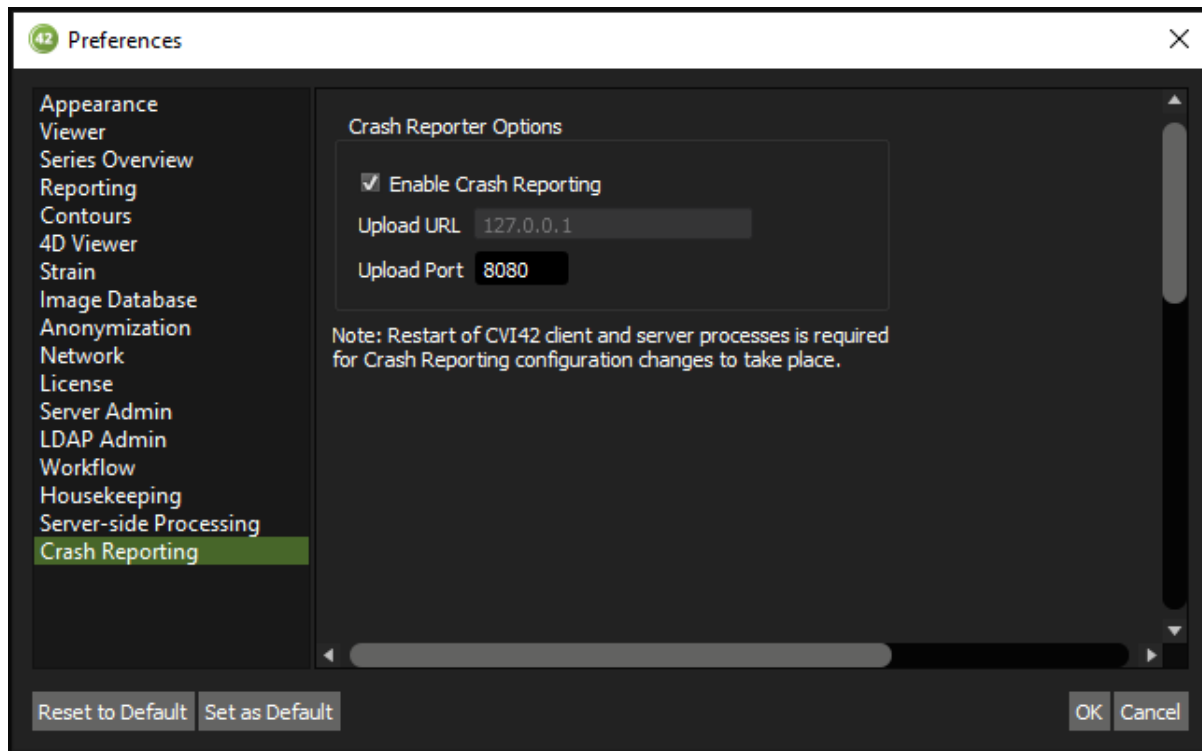 42 Preferences
Appearance
Viewer
Series Overview
Reporting
Contours
4D Viewer
Strain
Image Database
Anonymization
Network
License
Server Admin
LDAP Admin
Workflow
Housekeeping
Server-side Processing
Crash Reporting
Crash Reporter Options
Enable Crash Reporting
Upload URL 127.0.0.1
Upload Port 8080
Note: Restart of CVI42 client and server processes is required
for Crash Reporting configuration changes to take place.
Reset to Default Set as Default OK Cancel